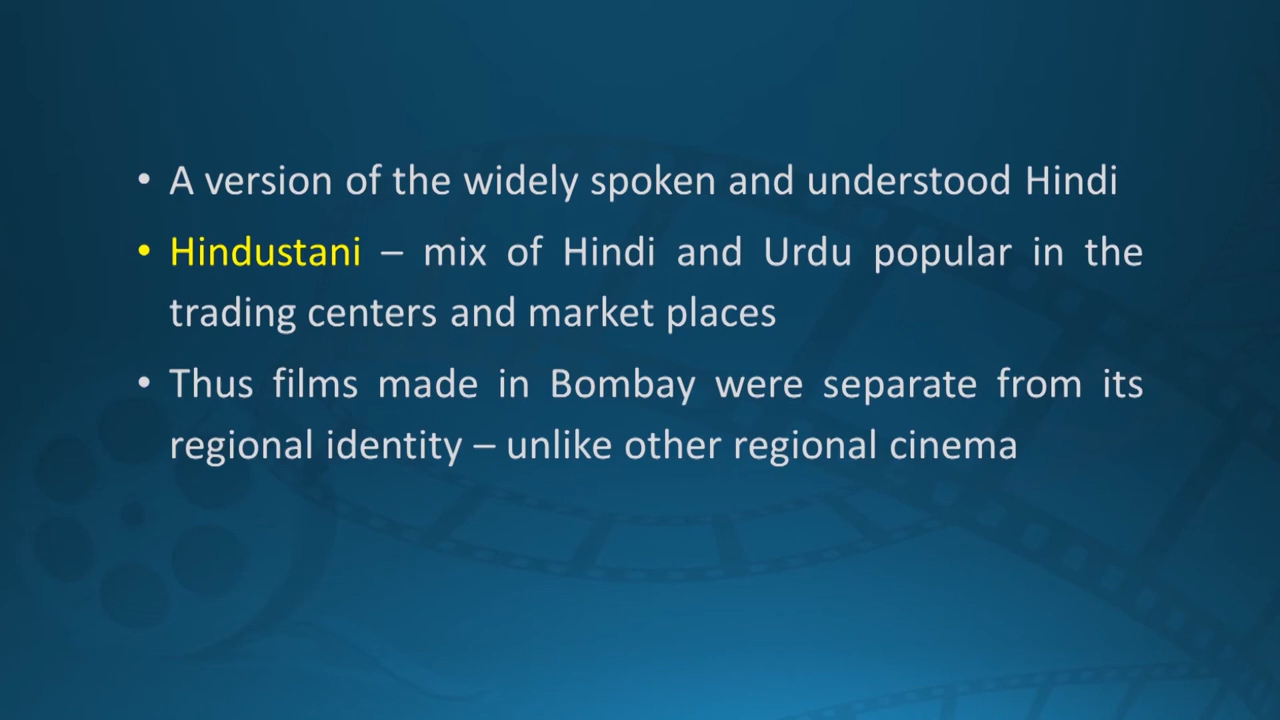 • A version of the widely spoken and understood Hindi
• Hindustani – mix of Hindi and Urdu popular in the
trading centers and market places
• Thus films made in Bombay were separate from its
regional identity – unlike other regional cinema